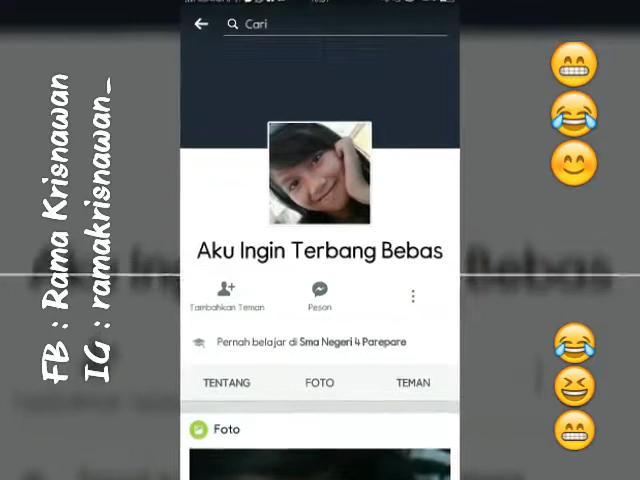 Cari
Aku Ingin Terbang Bebas
Tambahkan Teman
Pesan
Pernah belajar di Sma Negeri 4 Parepare
TENTANG
FOTO
TEMAN
Foto
FB : Rama Krisnawan
IG : ramakrisnawan_